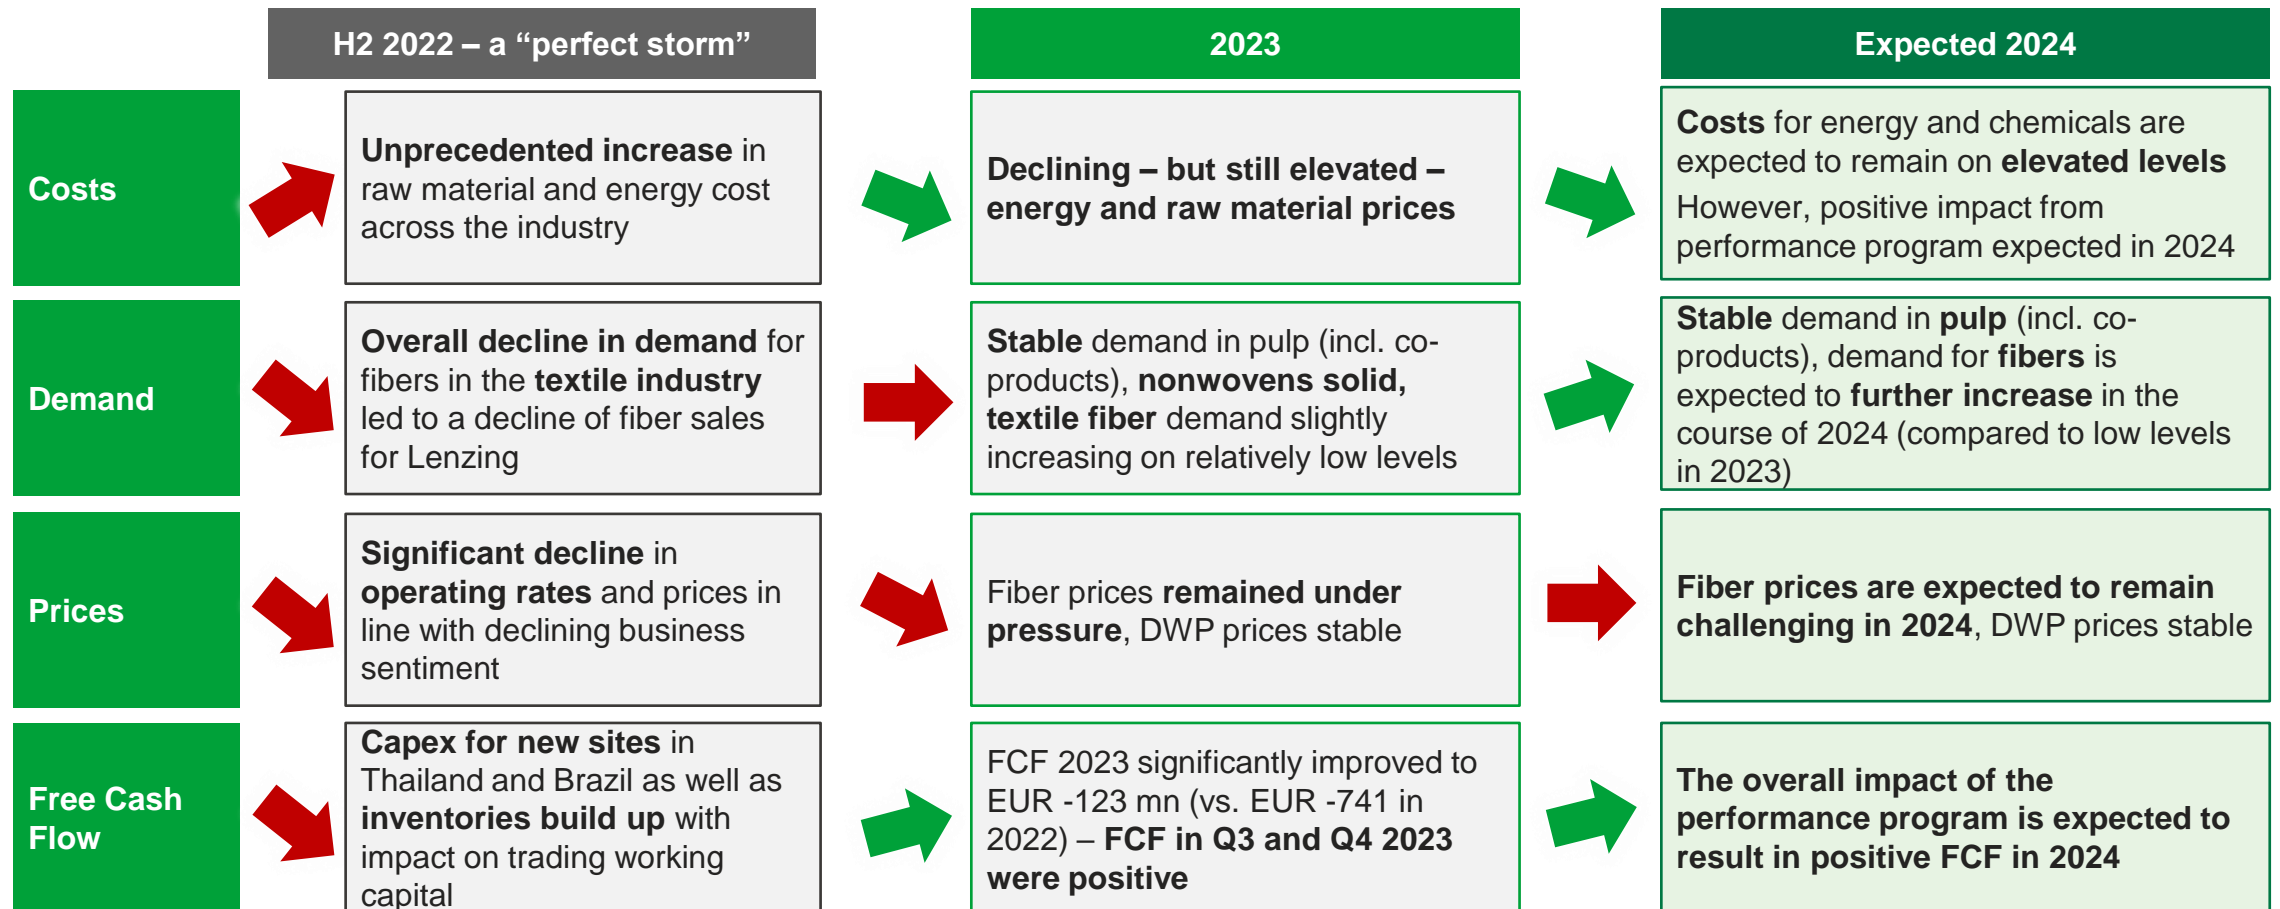 H2 2022 – a “perfect storm”
2023
Expected 2024
Costs
Unprecedented increase in
raw material and energy cost
across the industry
Declining – but still elevated –
energy and raw material prices
Costs for energy and chemicals are
expected to remain on elevated levels
However, positive impact from
performance program expected in 2024
Demand
Overall decline in demand for
fibers in the textile industry
led to a decline of fiber sales
for Lenzing
Stable demand in pulp (incl. co-
products), nonwovens solid,
textile fiber demand slightly
increasing on relatively low levels
Stable demand in pulp (incl. co-
products), demand for fibers is
expected to further increase in the
course of 2024 (compared to low levels
in 2023)
Prices
Significant decline in
operating rates and prices in
line with declining business
sentiment
Fiber prices remained under
pressure, DWP prices stable
Fiber prices are expected to remain
challenging in 2024, DWP prices stable
Free Cash
Flow
Capex for new sites in
Thailand and Brazil as well as
inventories build up with
impact on trading working
capital
FCF 2023 significantly improved to
EUR -123 mn (vs. EUR -741 in
2022) – FCF in Q3 and Q4 2023
were positive
The overall impact of the
performance program is expected to
result in positive FCF in 2024